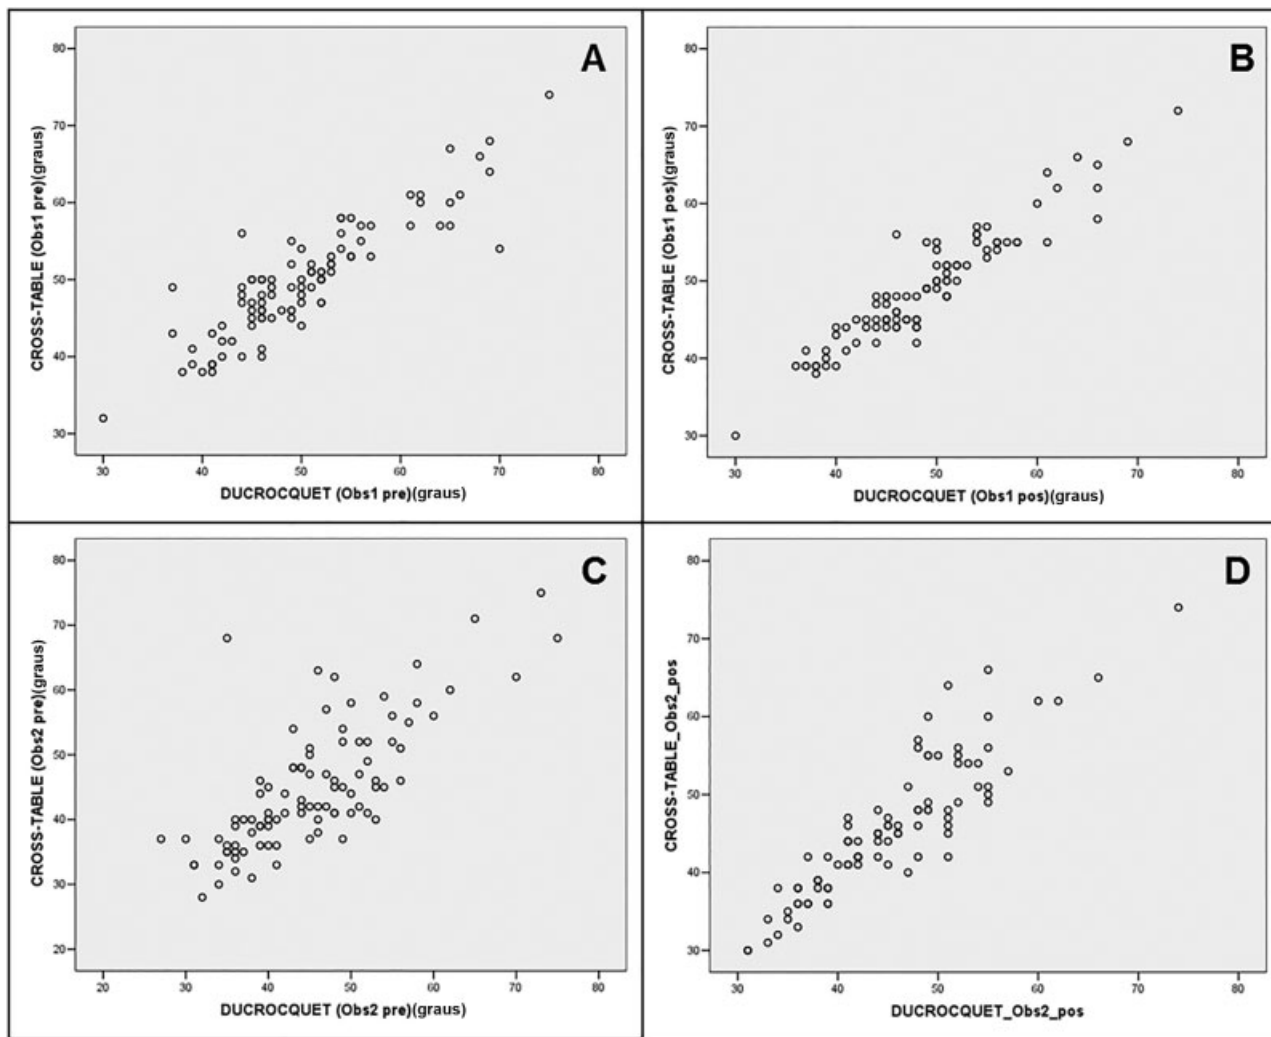 A
CROSS-TABLE (Obs1 pre)(graus)
80
70
60
50
40
30
30 40 50 60 70 80
DUCROCQUET (Obs1 pre)(graus)
B
CROSS-TABLE (Obs1 pos)(graus)
80
70
60
50
40
30
30 40 50 60 70 80
DUCROCQUET (Obs1 pos)(graus)
C
CROSS-TABLE (Obs2 pre)(graus)
80
70
60
50
40
30
20
20 30 40 50 60 70 80
DUCROCQUET (Obs2 pre)(graus)
D
CROSS-TABLE_Obs2_pos
80
70
60
50
40
30
30 40 50 60 70 80
DUCROCQUET_Obs2_pos